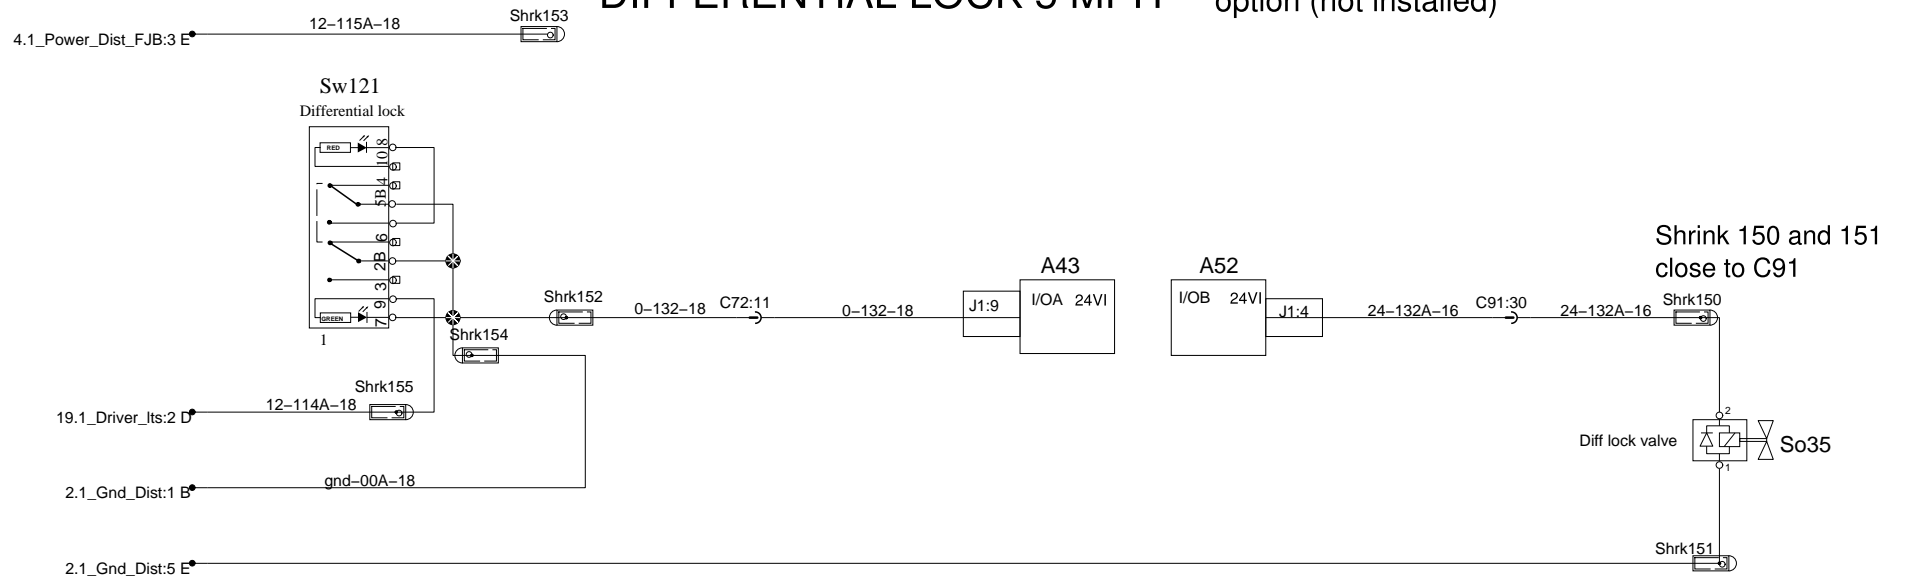 DIFFERENTIAL LOCK 5 MPH
option (not installed)
Shrk153
12–115A–18
4.1_Power_Dist_FJB:3 E
Sw121
Differential lock
RED
8
10
4
5B
6
2B
3
9
GREEN
7
1
Shrk152
0–132–18
C72:11
0–132–18
J1:9
A43
I/OA 24VI
A52
I/OB 24VI
J1:4
24–132A–16
C91:30
24–132A–16
Shrink 150 and 151
close to C91
Shrk150
Shrk154
Shrk155
12–114A–18
19.1_Driver_lts:2 D
2
Diff lock valve
So35
1
gnd–00A–18
2.1_Gnd_Dist:1 B
Shrk151
2.1_Gnd_Dist:5 E